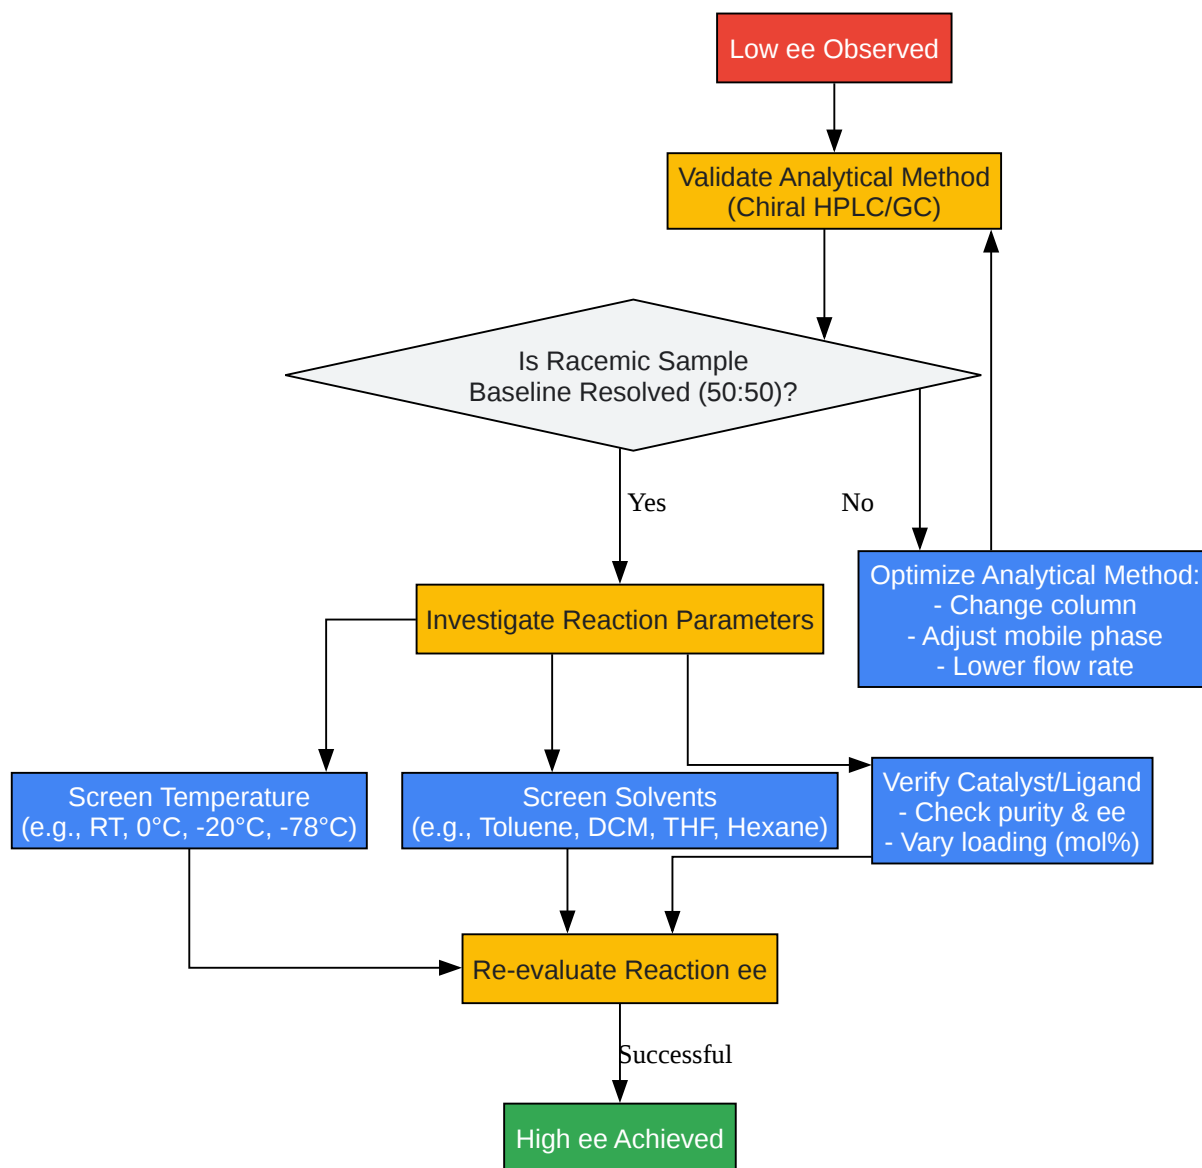 Low ee Observed
Validate Analytical Method
(Chiral HPLC/GC)
Is Racemic Sample
Baseline Resolved (50:50)?
Yes
No
Optimize Analytical Method:
- Change column
- Adjust mobile phase
- Lower flow rate
Investigate Reaction Parameters
Screen Temperature
(e.g., RT, 0°C, -20°C, -78°C)
Screen Solvents
(e.g., Toluene, DCM, THF, Hexane)
Verify Catalyst/Ligand
- Check purity & ee
- Vary loading (mol%)
Re-evaluate Reaction ee
Successful
High ee Achieved